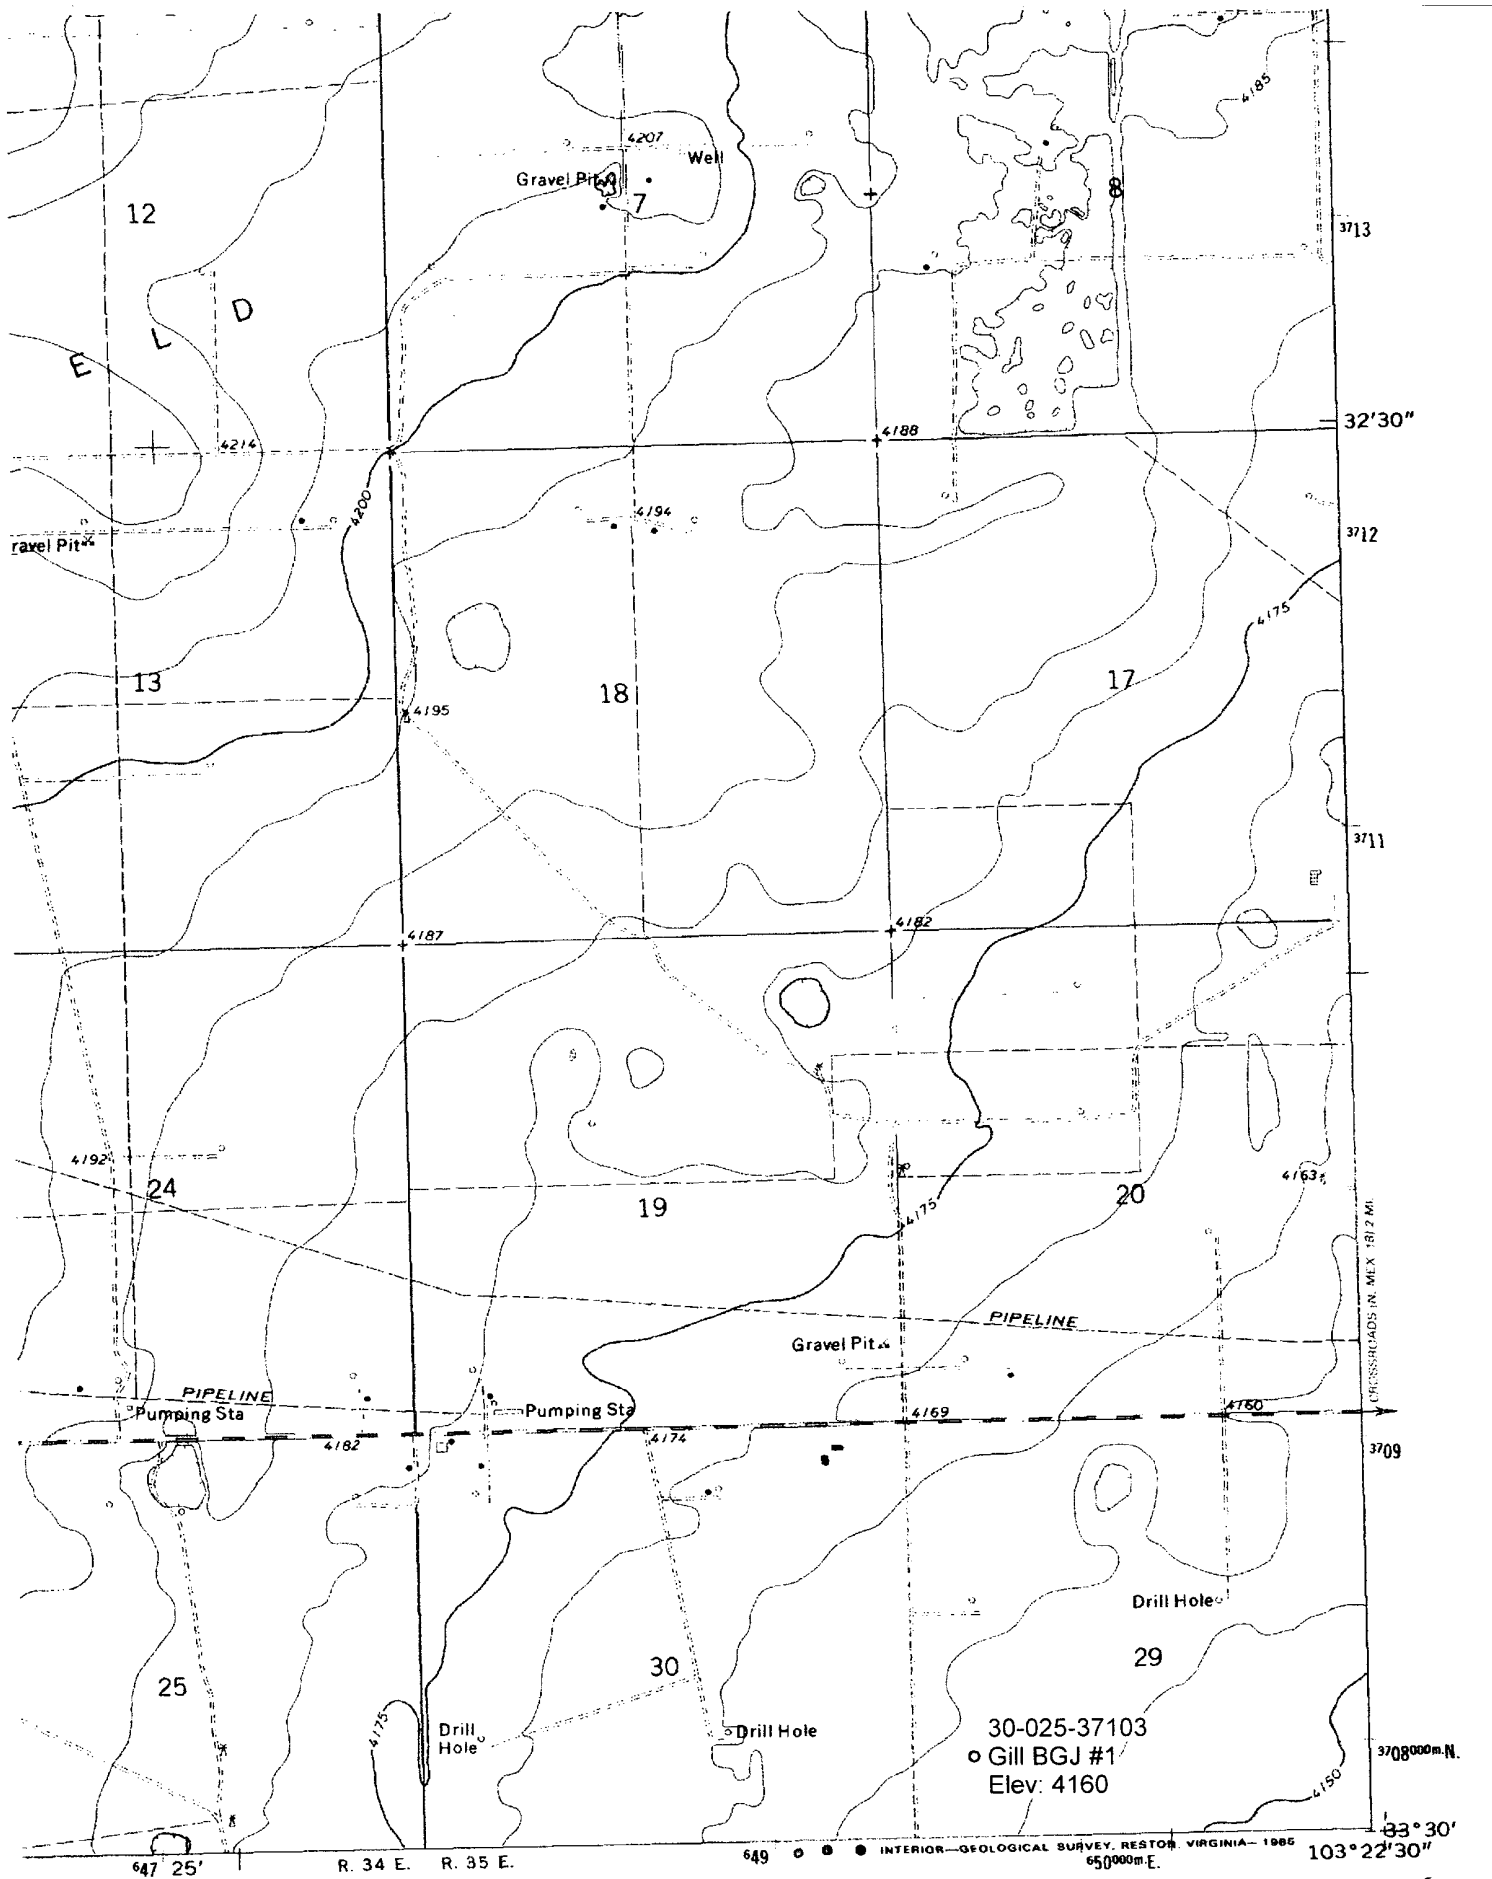 4185
4207
Well
Gravel Pit
7
8
12
3713
D
L
E
32'30"
4188
4214
4200
4194
ravel Pit
3712
4175
13
18
17
4195
3711
4187
4182
4192
24
19
20
4163
4175
PIPELINE
Gravel Pit
PIPELINE
Pumping Sta
Pumping Sta
4169
4160
4182
4174
3709
Drill Hole
25
30
29
4175
Drill
Hole
Drill Hole
30-025-37103
Gill BGJ #1
Elev: 4160
3708000m.N.
4150
33°30'
INTERIOR—GEOLOGICAL SURVEY, RESTON, VIRGINIA—1985
103°22'30"
647 25'
R. 34 E. R. 35 E.
649
650000m.E.